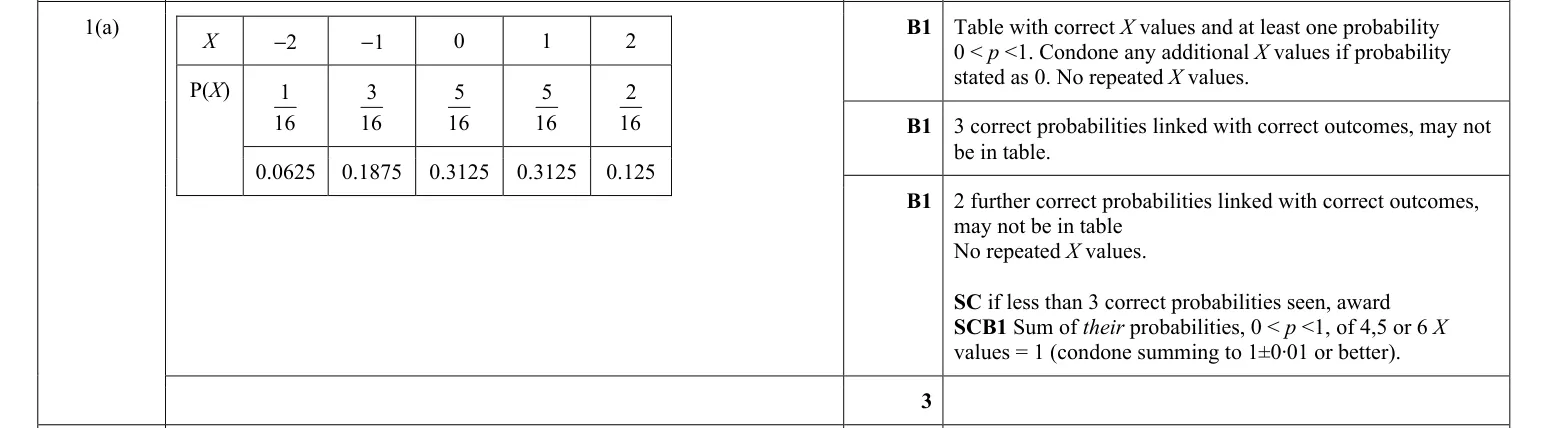 1(a)
X −2 −1 0 1 2
P(X) 1/16 3/16 5/16 5/16 2/16
0.0625 0.1875 0.3125 0.3125 0.125
B1 Table with correct X values and at least one probability
0 < p <1. Condone any additional X values if probability
stated as 0. No repeated X values.
B1 3 correct probabilities linked with correct outcomes, may not
be in table.
B1 2 further correct probabilities linked with correct outcomes,
may not be in table
No repeated X values.
SC if less than 3 correct probabilities seen, award
SCB1 Sum of their probabilities, 0 < p <1, of 4,5 or 6 X
values = 1 (condone summing to 1±0·01 or better).
3